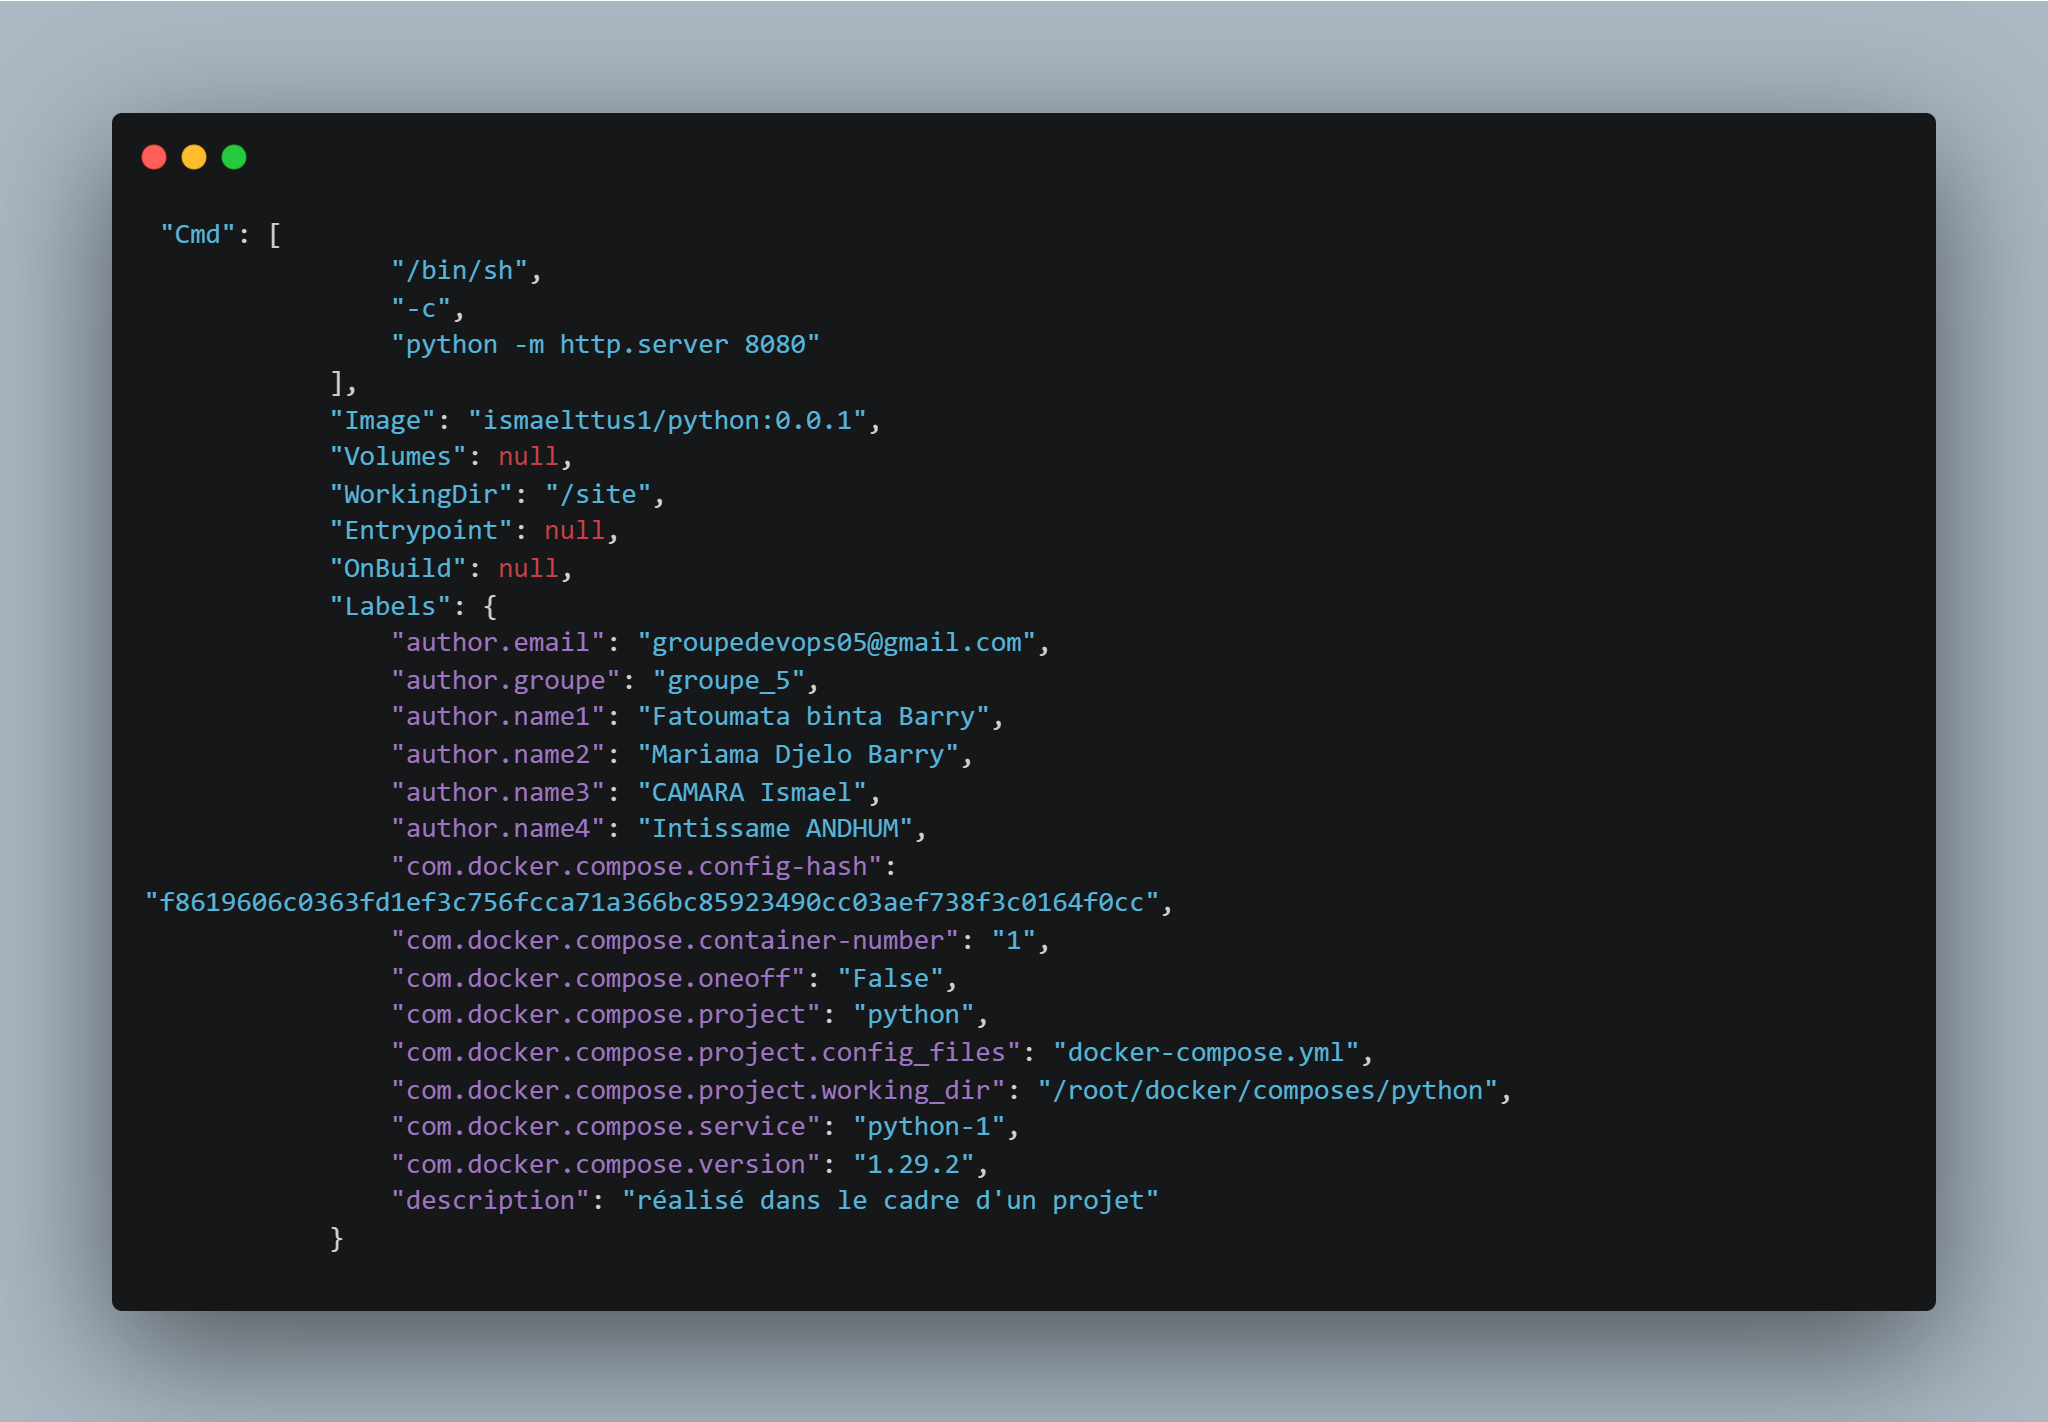 "Cmd": [
"/bin/sh",
"-c",
"python -m http.server 8080"
],
"Image": "ismaelttus1/python:0.0.1",
"Volumes": null,
"WorkingDir": "/site",
"Entrypoint": null,
"OnBuild": null,
"Labels": {
"author.email": "groupedevops05@gmail.com",
"author.groupe": "groupe_5",
"author.name1": "Fatoumata binta Barry",
"author.name2": "Mariama Djelo Barry",
"author.name3": "CAMARA Ismael",
"author.name4": "Intissame ANDHUM",
"com.docker.compose.config-hash":
"f8619606c0363fd1ef3c756fcca71a366bc85923490cc03aef738f3c0164f0cc",
"com.docker.compose.container-number": "1",
"com.docker.compose.oneoff": "False",
"com.docker.compose.project": "python",
"com.docker.compose.project.config_files": "docker-compose.yml",
"com.docker.compose.project.working_dir": "/root/docker/composes/python",
"com.docker.compose.service": "python-1",
"com.docker.compose.version": "1.29.2",
"description": "réalisé dans le cadre d'un projet"
}